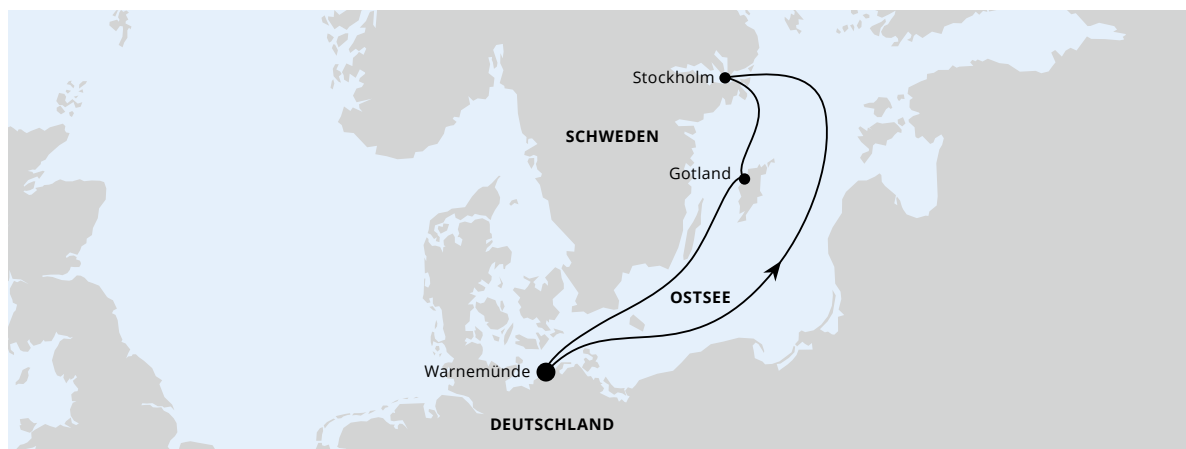 Stockholm
SCHWEDEN
Gotland
OSTSEE
Warnemünde
DEUTSCHLAND